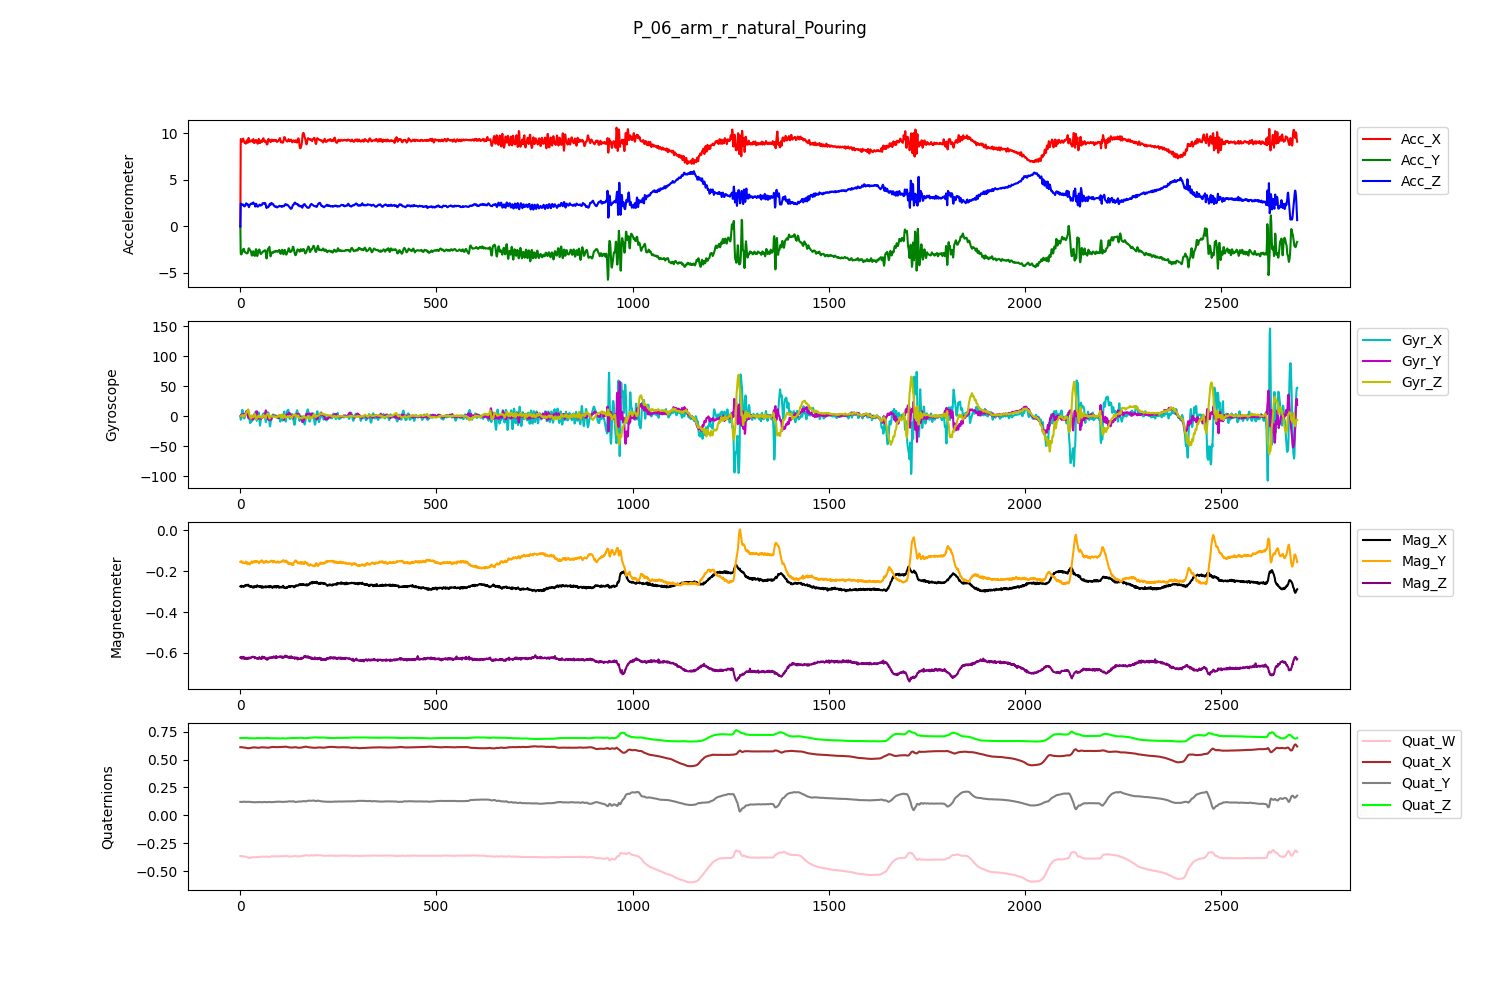 P_06_arm_r_natural_Pouring
10
5
0
−5
Accelerometer
0 500 1000 1500 2000 2500
Acc_X
Acc_Y
Acc_Z
150
100
50
0
−50
−100
Gyroscope
0 500 1000 1500 2000 2500
Gyr_X
Gyr_Y
Gyr_Z
0.0
−0.2
−0.4
−0.6
Magnetometer
0 500 1000 1500 2000 2500
Mag_X
Mag_Y
Mag_Z
0.75
0.50
0.25
0.00
−0.25
−0.50
Quaternions
0 500 1000 1500 2000 2500
Quat_W
Quat_X
Quat_Y
Quat_Z